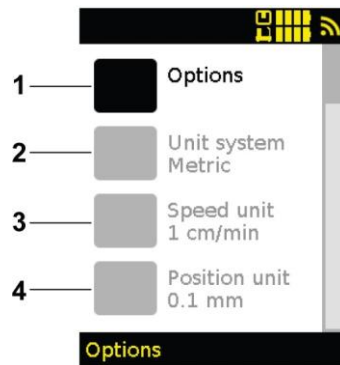 1
Options
2
Unit system
Metric
3
Speed unit
1 cm/min
4
Position unit
0.1 mm
Options